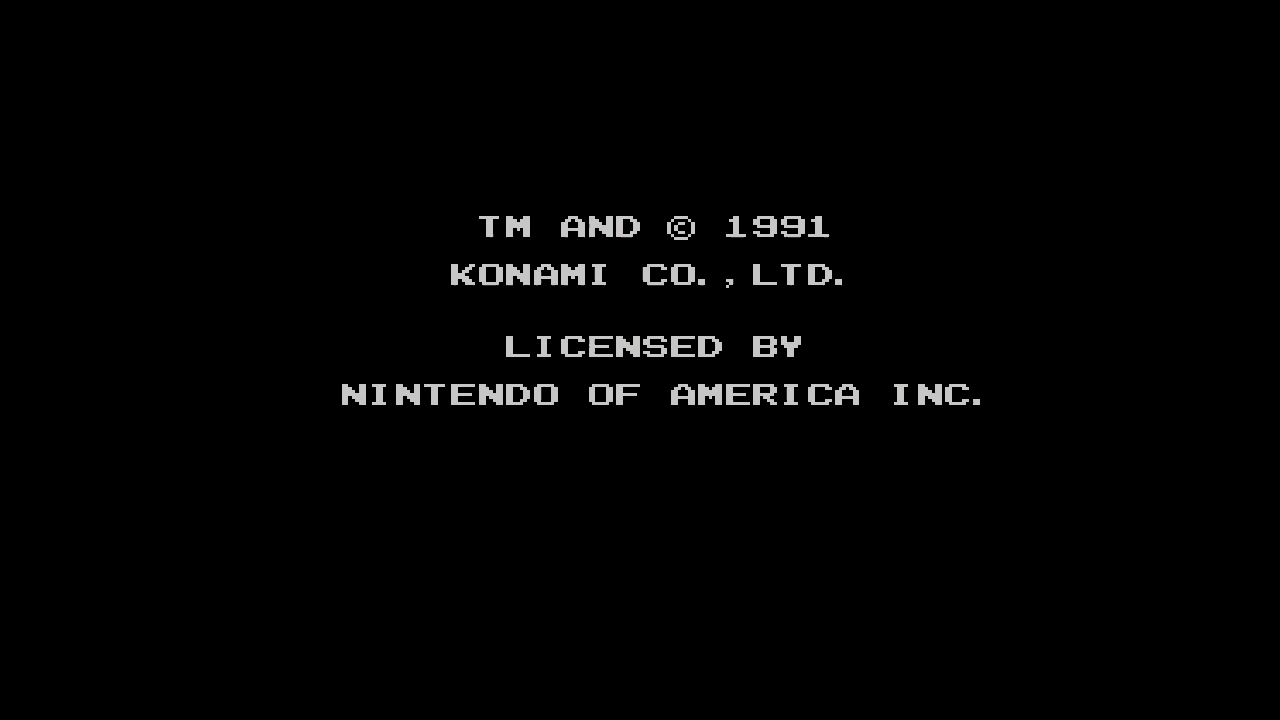 TM AND © 1991
KONAMI CO.,LTD.
LICENSED BY
NINTENDO OF AMERICA INC.